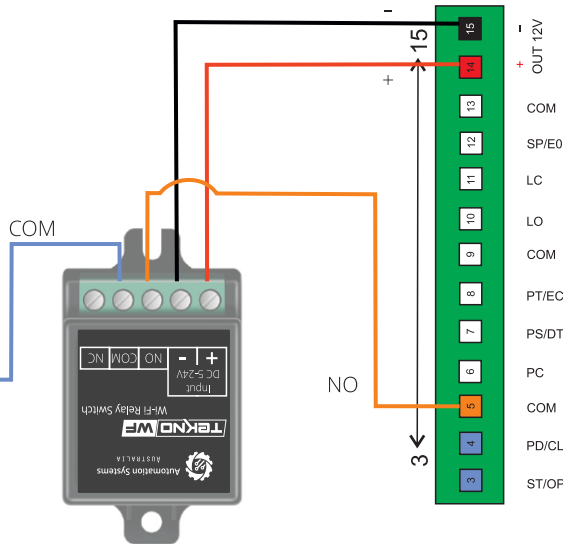 -
15
15
-
OUT 12V
+
14
+
13
COM
12
SP/E0
11
LC
10
LO
9
COM
8
PT/EC
7
PS/DT
6
PC
5
COM
4
PD/CL
3
ST/OP
3
COM
NO
NC COM NO - +
Input
DC 5-24V
Wi-Fi Relay Switch
TEKNO WF
Automation Systems
AUSTRALIA